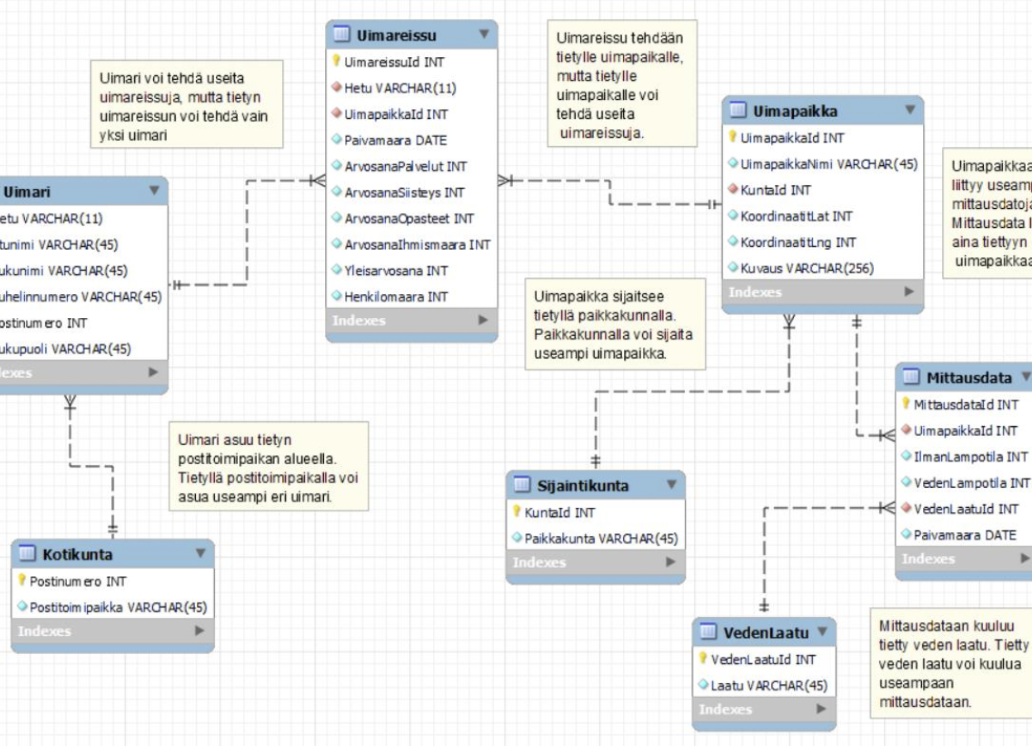 Uimareissu
UimareissuId INT
Hetu VARCHAR(11)
UimapaikkaId INT
Paivamaara DATE
ArvosanaPalvelut INT
ArvosanaSiisteys INT
ArvosanaOpasteet INT
ArvosanaIhmismaara INT
Yleisarvosana INT
Henkilomaara INT
Indexes
Uimari voi tehdä useita
uimareissuja, mutta tietyn
uimareissun voi tehdä vain
yksi uimari
Uimareissu tehdään
tietylle uimapaikalle,
mutta tietylle
uimapaikalle voi
tehdä useita
uimareissuja.
Uimapaikka
UimapaikkaId INT
UimapaikkaNimi VARCHAR(45)
KuntaId INT
KoordinaatitLat INT
KoordinaatitLng INT
Kuvaus VARCHAR(256)
Indexes
Uimapaikkaa
liittyy useamp
mittausdatoja
Mittausdata l
aina tiettyyn
uimapaikkaa
Uimari
etu VARCHAR(11)
tunimi VARCHAR(45)
ukunimi VARCHAR(45)
uhelinnumero VARCHAR(45)
ostinumero INT
ukupuoli VARCHAR(45)
dexes
Uimapaikka sijaitsee
tietyllä paikkakunnalla.
Paikkakunnalla voi sijaita
useampi uimapaikka.
Mittausdata
MittausdataId INT
UimapaikkaId INT
IlmanLampotila INT
VedenLampotila INT
VedenLaatuId INT
Paivamaara DATE
Indexes
Uimari asuu tietyn
postitoimipaikan alueella.
Tietyllä postitoimipaikalla voi
asua useampi eri uimari.
Sijaintikunta
KuntaId INT
Paikkakunta VARCHAR(45)
Indexes
Kotikunta
Postinumero INT
Postitoimipaikka VARCHAR(45)
Indexes
VedenLaatu
VedenLaatuId INT
Laatu VARCHAR(45)
Indexes
Mittausdataan kuuluu
tietty veden laatu. Tietty
veden laatu voi kuulua
useampaan
mittausdataan.